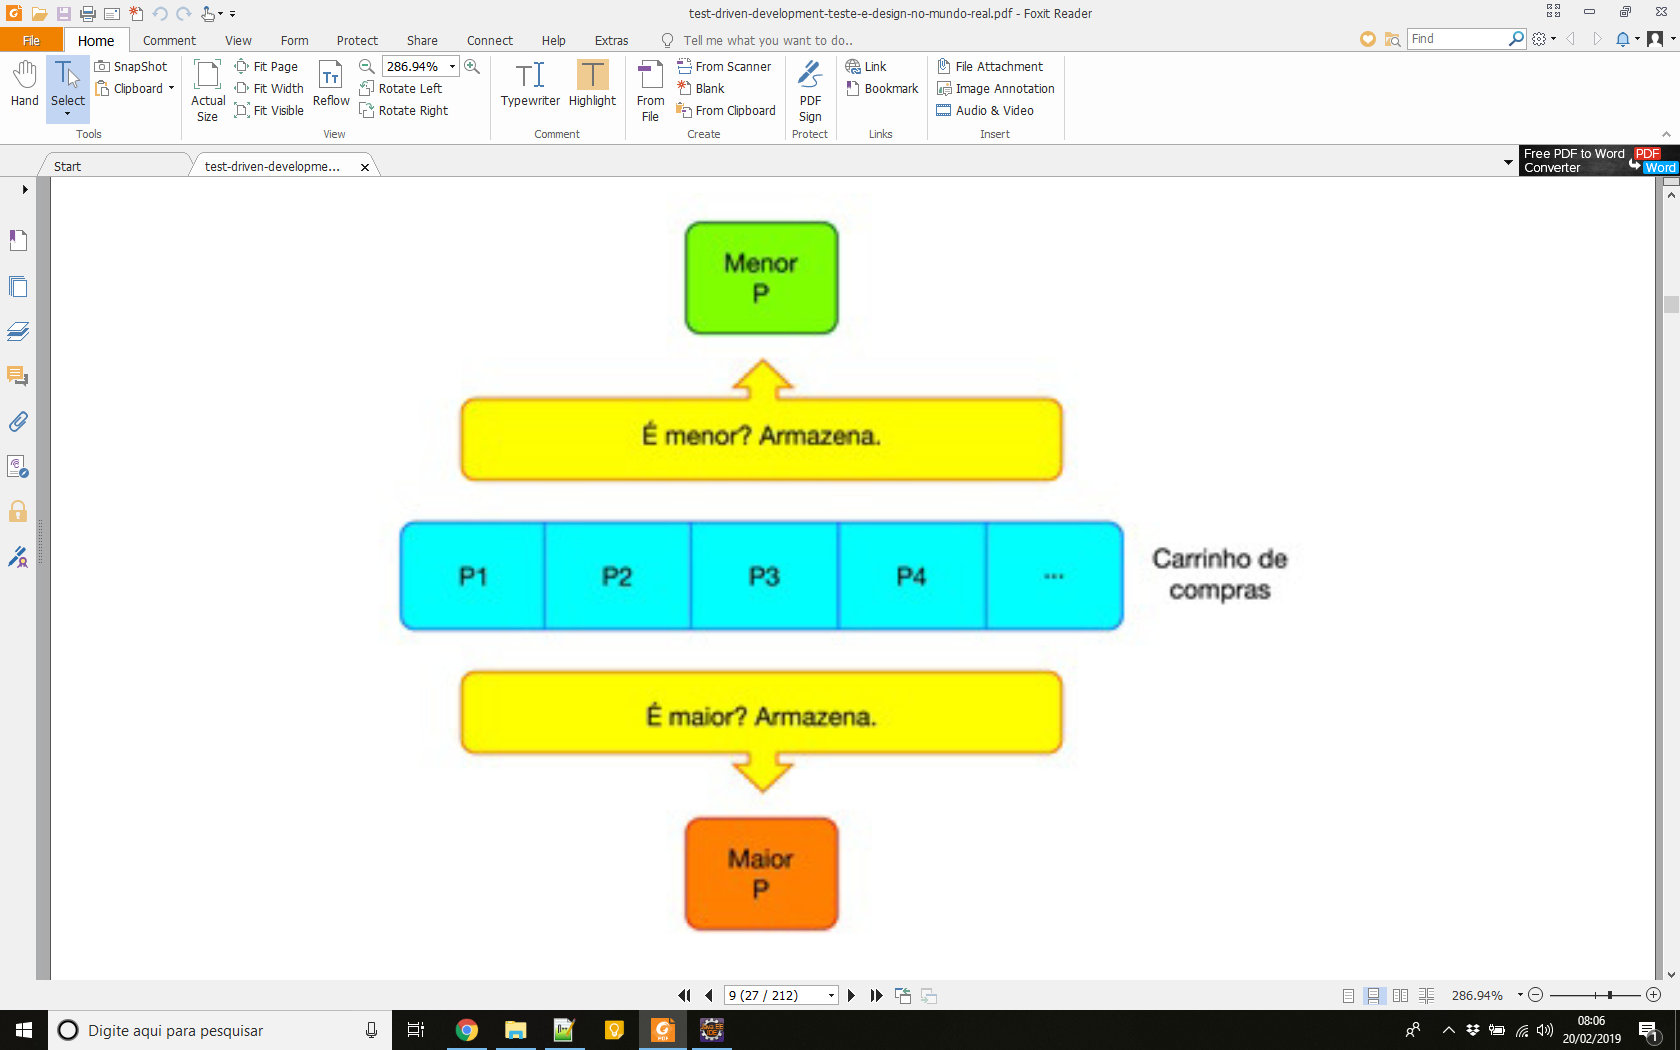 test-driven-development-teste-e-design-no-mundo-real.pdf - Foxit Reader
File Home Comment View Form Protect Share Connect Help Extras Tell me what you want to do.. Find
Hand
Select
SnapShot
Clipboard
Tools
Actual
Size
Fit Page
Fit Width
Fit Visible
Reflow
286.94%
Rotate Left
Rotate Right
View
Typewriter
Highlight
Comment
From
File
From Scanner
Blank
From Clipboard
Create
PDF
Sign
Protect
Link
Bookmark
Links
File Attachment
Image Annotation
Audio & Video
Insert
Start
test-driven-developme...
Free PDF to Word
Converter
PDF
Word
Menor
P
É menor? Armazena.
P1 P2 P3 P4 ...
Carrinho de
compras
É maior? Armazena.
Maior
P
9 (27 / 212)
286.94%
Digite aqui para pesquisar
08:06
20/02/2019
1